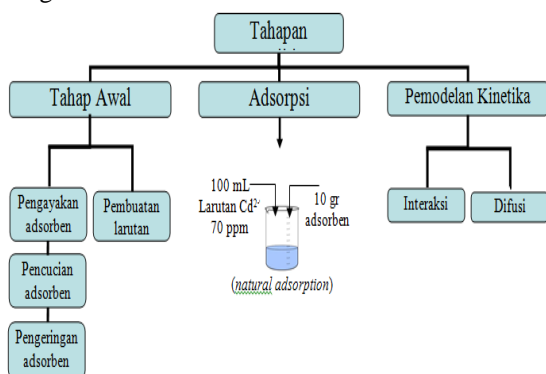 Tahapan
Tahap Awal
Adsorpsi
Pemodelan Kinetika
Pengayakan
adsorben
Pembuatan
larutan
Pencucian
adsorben
Pengeringan
adsorben
100 mL
Larutan Cd²⁺
70 ppm
10 gr
adsorben
(natural adsorption)
Interaksi
Difusi